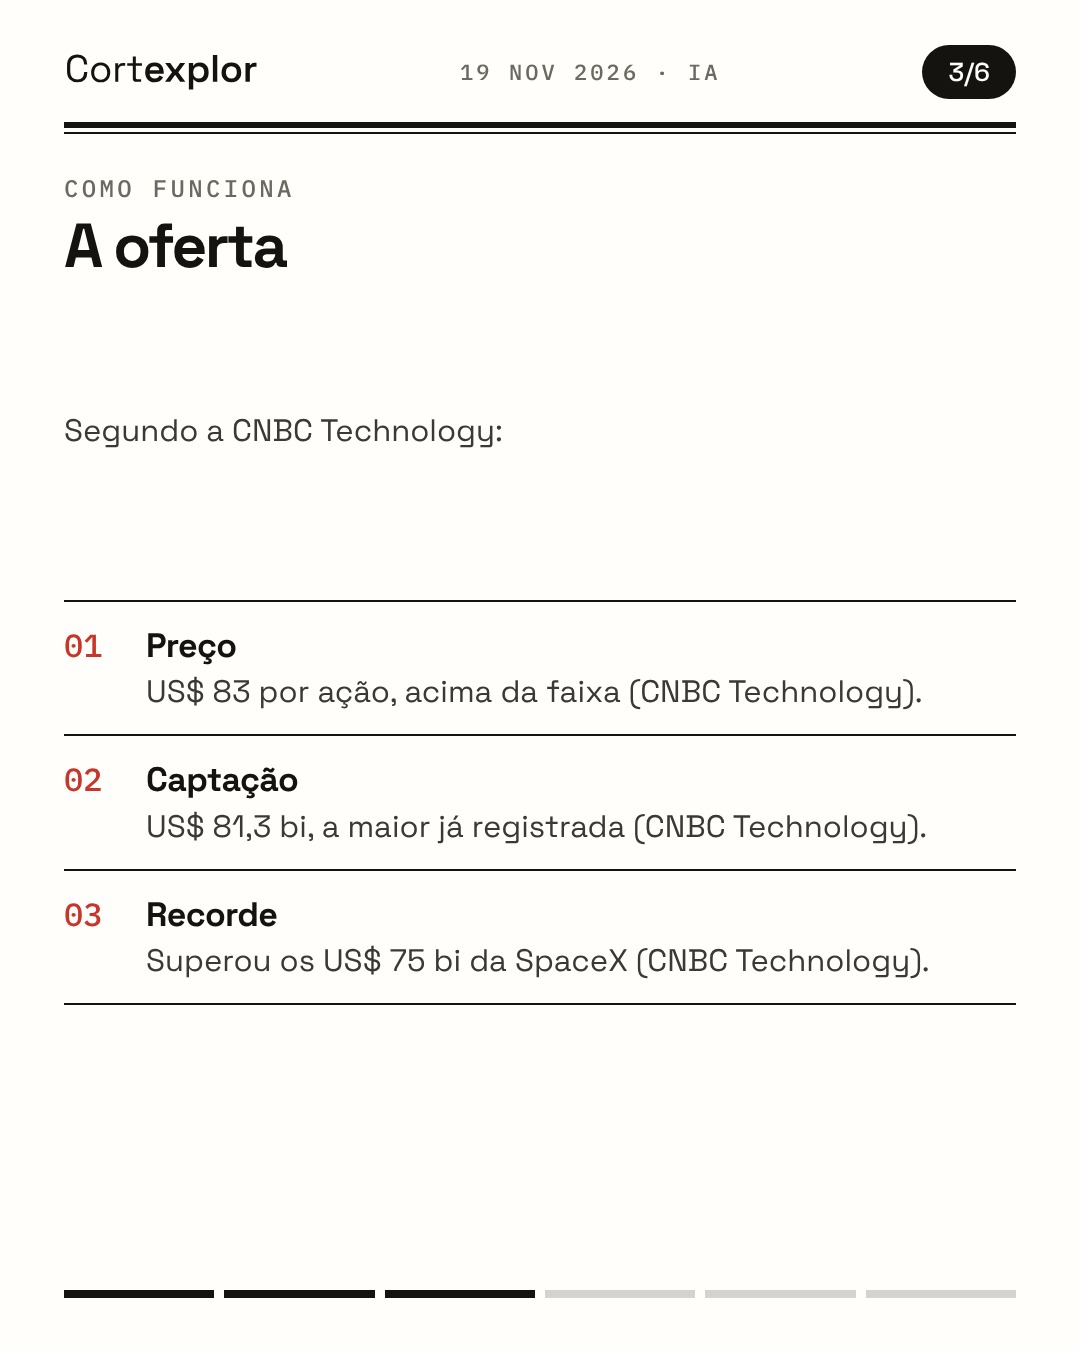 Cortexplor
19 NOV 2026 · IA
3/6
COMO FUNCIONA
A oferta
Segundo a CNBC Technology:
01 Preço
US$ 83 por ação, acima da faixa (CNBC Technology).
02 Captação
US$ 81,3 bi, a maior já registrada (CNBC Technology).
03 Recorde
Superou os US$ 75 bi da SpaceX (CNBC Technology).